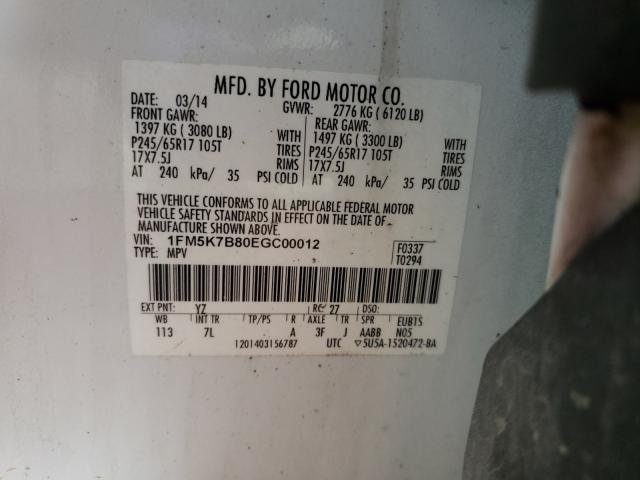 MFD. BY FORD MOTOR CO.
DATE: 03/14 GVWR: 2776 KG ( 6120 LB)
FRONT GAWR: REAR GAWR:
1397 KG ( 3080 LB) WITH 1497 KG ( 3300 LB) WITH
P245/65R17 105T TIRES P245/65R17 105T TIRES
17X7.5J RIMS 17X7.5J RIMS
AT 240 kPa/ 35 PSI COLD AT 240 kPa/ 35 PSI COLD
THIS VEHICLE CONFORMS TO ALL APPLICABLE FEDERAL MOTOR
VEHICLE SAFETY STANDARDS IN EFFECT ON THE DATE OF
MANUFACTURE SHOWN ABOVE.
VIN: 1FM5K7B80EGC00012 F0337
TYPE: MPV T0294
EXT PNT: YZ RC: 27 DSO:
WB INT TR TP/PS R AXLE TR SPR EUB15
113 7L A 3F J AABB N05
1201403156787 UTC ▽5U5A-1520472-BA